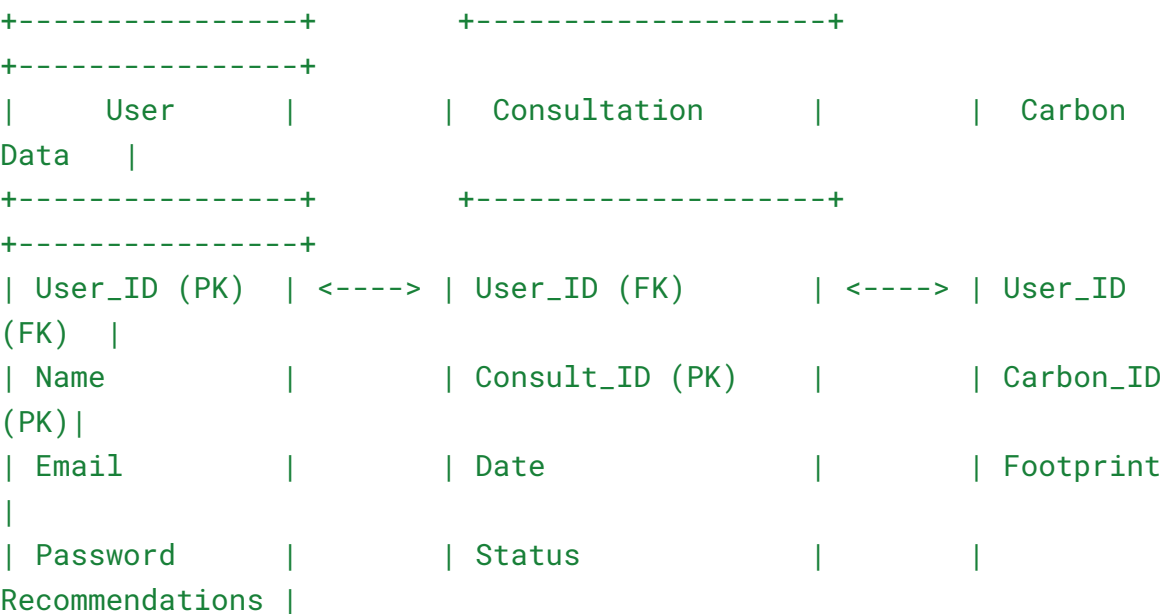 +----------------+        +--------------------+
+----------------+
|     User       |        |  Consultation      |        |  Carbon
Data   |
+----------------+        +--------------------+
+----------------+
| User_ID (PK)  | <----> | User_ID (FK)       | <----> | User_ID
(FK)  |
| Name          |        | Consult_ID (PK)    |        | Carbon_ID
(PK)|
| Email         |        | Date               |        | Footprint
|
| Password      |        | Status             |        |
Recommendations |